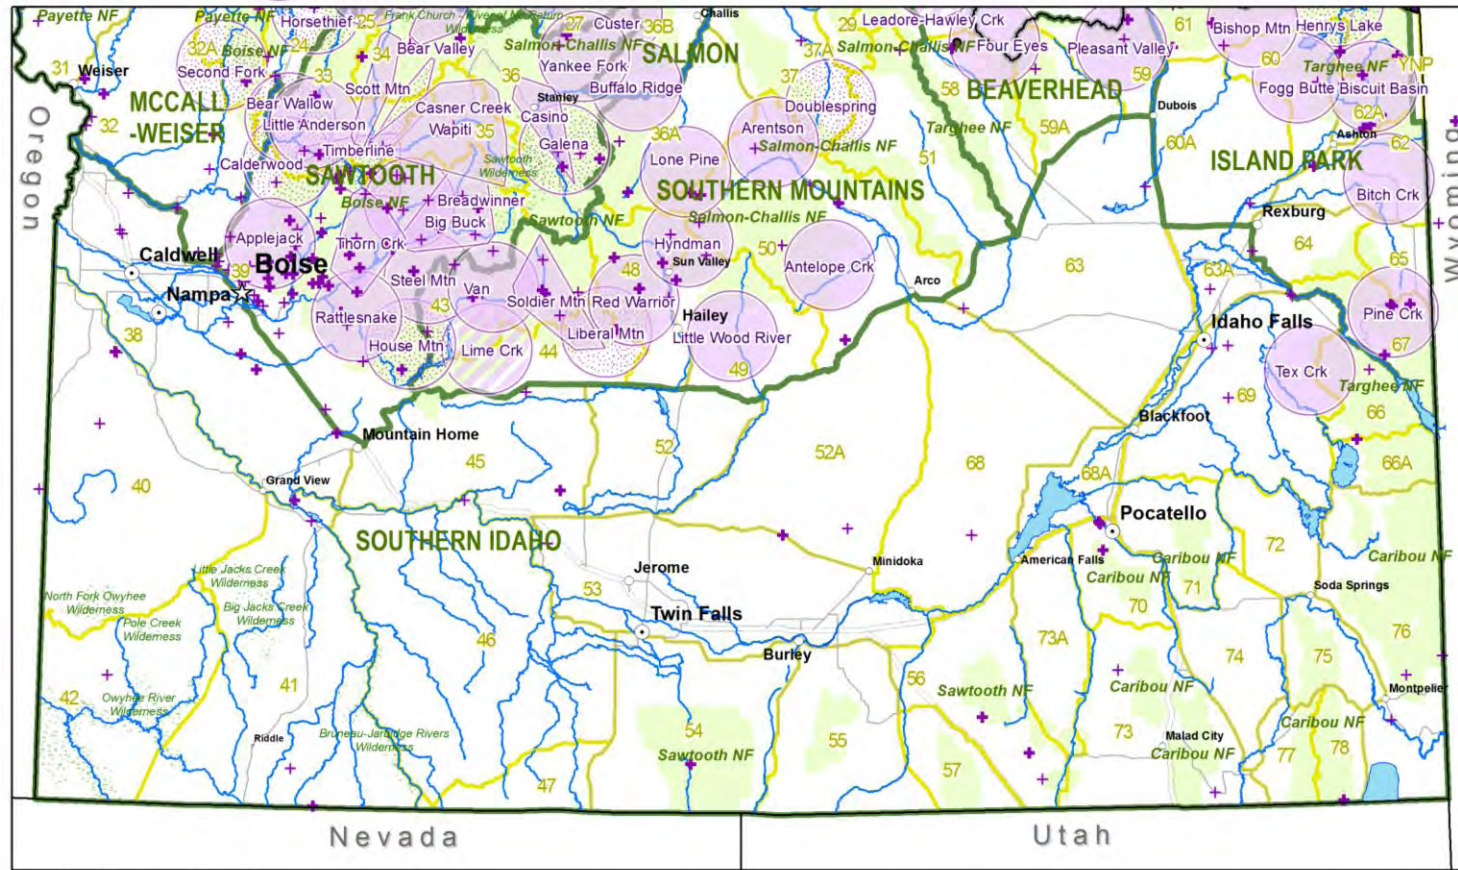 Payette NF
Payette NF
Horsethief
25
Frank Church - River of No Return
Wilderness
27
Custer
36B
Challis
29
Leadore-Hawley Crk
61
Bishop Mtn
Henrys Lake
32A
Boise NF
24
34
Bear Valley
Salmon-Challis NF
SALMON
37A
Salmon-Challis NF
Four Eyes
Pleasant Valley
60
Targhee NF
YNP
31
Weiser
Second Fork
33
Scott Mtn
36
Yankee Fork
Buffalo Ridge
37
Doublespring
58
BEAVERHEAD
59
Fogg Butte
Biscuit Basin
MCCALL
-WEISER
Bear Wallow
Little Anderson
Casner Creek
Wapiti
35
Stanley
Casino
36A
Arentson
Targhee NF
59A
Dubois
60A
62A
Ashton
62
32
Oregon
Timberline
Galena
Salmon-Challis NF
51
ISLAND PARK
Wyoming
Calderwood
SAWTOOTH
Sawtooth
Wilderness
Lone Pine
SOUTHERN MOUNTAINS
Bitch Crk
Boise NF
Breadwinner
Big Buck
Sawtooth NF
Salmon-Challis NF
Rexburg
Applejack
Thorn Crk
Hyndman
50
64
65
Caldwell
39
Boise
Steel Mtn
48
Sun Valley
Antelope Crk
63
63A
Nampa
43
Van
Soldier Mtn
Red Warrior
Arco
38
Rattlesnake
Hailey
Idaho Falls
Pine Crk
House Mtn
Lime Crk
44
Liberal Mtn
Little Wood River
49
67
Tex Crk
Targhee NF
69
66
Blackfoot
Mountain Home
45
52
52A
68
68A
66A
40
Grand View
SOUTHERN IDAHO
Pocatello
Minidoka
American Falls
Caribou NF
72
Caribou NF
Jerome
Caribou NF
71
Little Jacks Creek
Wilderness
53
70
Soda Springs
North Fork Owyhee
Wilderness
Big Jacks Creek
Wilderness
Twin Falls
Pole Creek
Wilderness
46
Burley
73A
74
75
76
42
41
56
Sawtooth NF
Caribou NF
Montpelier
Owyhee River
Wilderness
Riddle
Bruneau-Jarbidge Rivers
Wilderness
54
Sawtooth NF
55
57
73
Malad City
Caribou NF
Caribou NF
77
78
47
Nevada
Utah